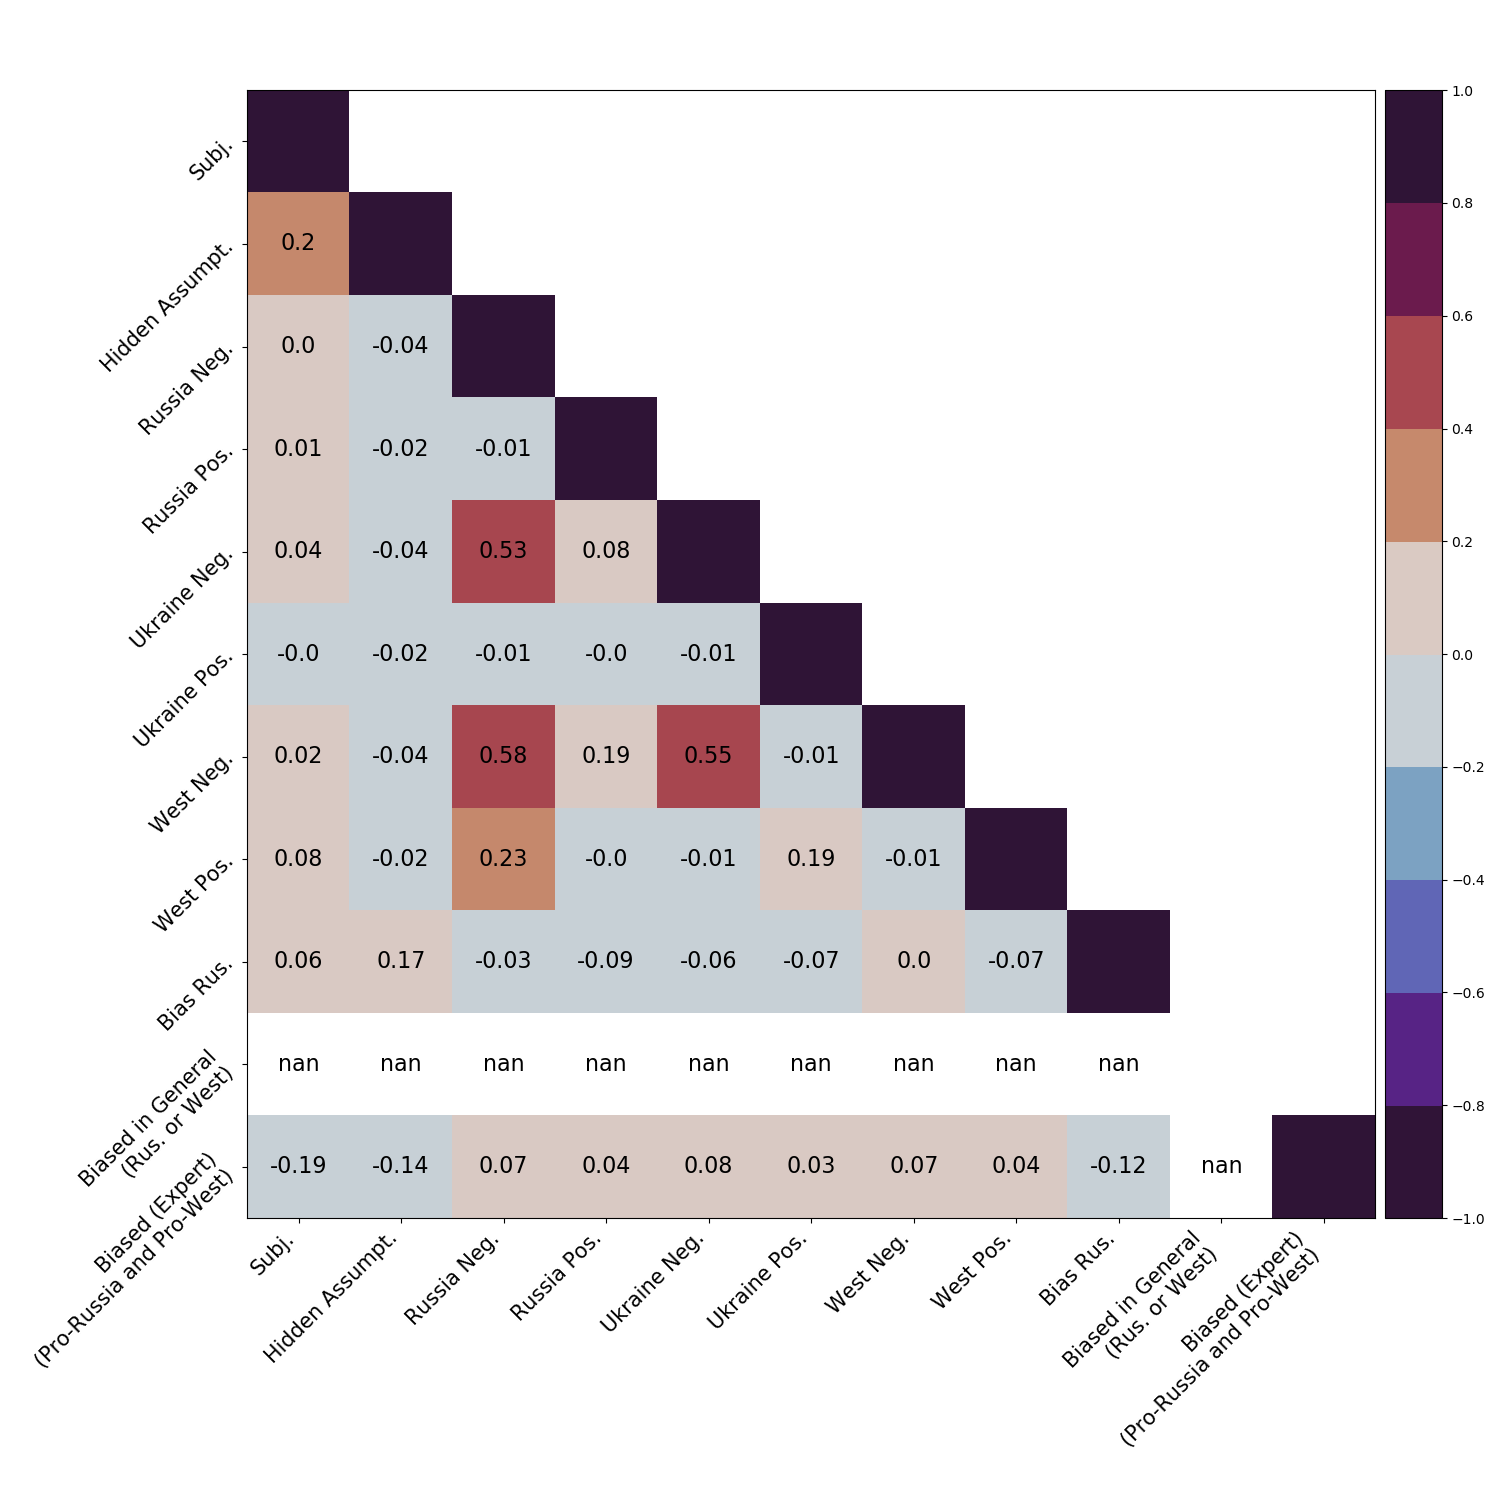 Subj.
Hidden Assumpt.
0.2
Russia Neg.
0.0 -0.04
Russia Pos.
0.01 -0.02 -0.01
Ukraine Neg.
0.04 -0.04 0.53 0.08
Ukraine Pos.
-0.0 -0.02 -0.01 -0.0 -0.01
West Neg.
0.02 -0.04 0.58 0.19 0.55 -0.01
West Pos.
0.08 -0.02 0.23 -0.0 -0.01 0.19 -0.01
Bias Rus.
0.06 0.17 -0.03 -0.09 -0.06 -0.07 0.0 -0.07
Biased in General
(Rus. or West)
nan nan nan nan nan nan nan nan nan
Biased (Expert)
(Pro-Russia and Pro-West)
-0.19 -0.14 0.07 0.04 0.08 0.03 0.07 0.04 -0.12 nan
Subj.
Hidden Assumpt.
Russia Neg.
Russia Pos.
Ukraine Neg.
Ukraine Pos.
West Neg.
West Pos.
Bias Rus.
Biased in General
(Rus. or West)
Biased (Expert)
(Pro-Russia and Pro-West)
1.0
0.8
0.6
0.4
0.2
0.0
−0.2
−0.4
−0.6
−0.8
−1.0